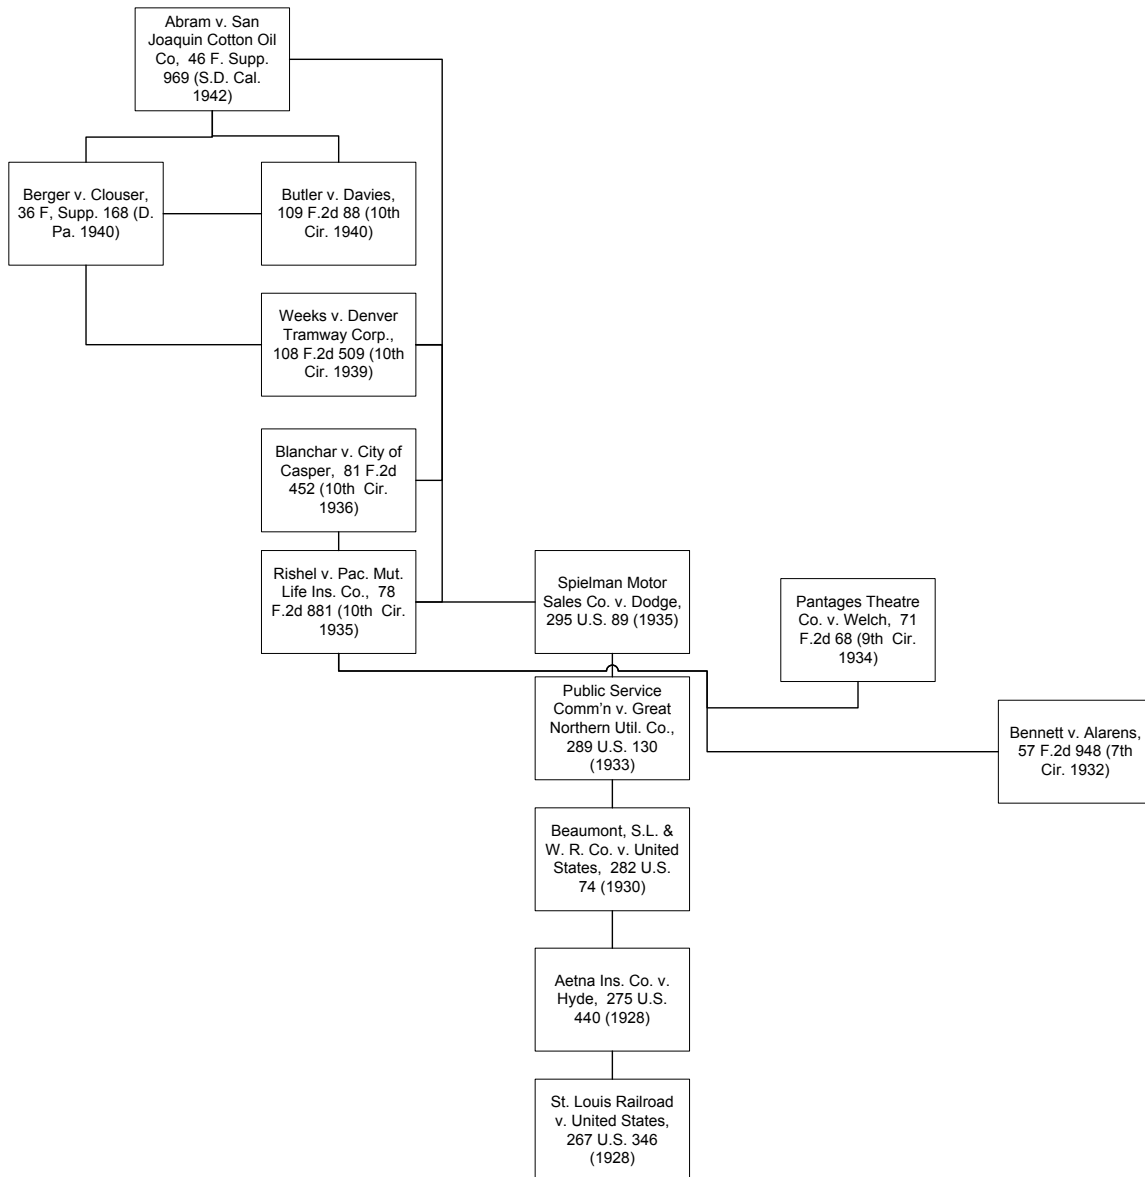 Abram v. San
Joaquin Cotton Oil
Co, 46 F. Supp.
969 (S.D. Cal.
1942)
Berger v. Clouser,
36 F, Supp. 168 (D.
Pa. 1940)
Butler v. Davies,
109 F.2d 88 (10th
Cir. 1940)
Weeks v. Denver
Tramway Corp.,
108 F.2d 509 (10th
Cir. 1939)
Blanchar v. City of
Casper, 81 F.2d
452 (10th Cir.
1936)
Rishel v. Pac. Mut.
Life Ins. Co., 78
F.2d 881 (10th Cir.
1935)
Spielman Motor
Sales Co. v. Dodge,
295 U.S. 89 (1935)
Pantages Theatre
Co. v. Welch, 71
F.2d 68 (9th Cir.
1934)
Public Service
Comm’n v. Great
Northern Util. Co.,
289 U.S. 130
(1933)
Bennett v. Alarens,
57 F.2d 948 (7th
Cir. 1932)
Beaumont, S.L. &
W. R. Co. v. United
States, 282 U.S.
74 (1930)
Aetna Ins. Co. v.
Hyde, 275 U.S.
440 (1928)
St. Louis Railroad
v. United States,
267 U.S. 346
(1928)